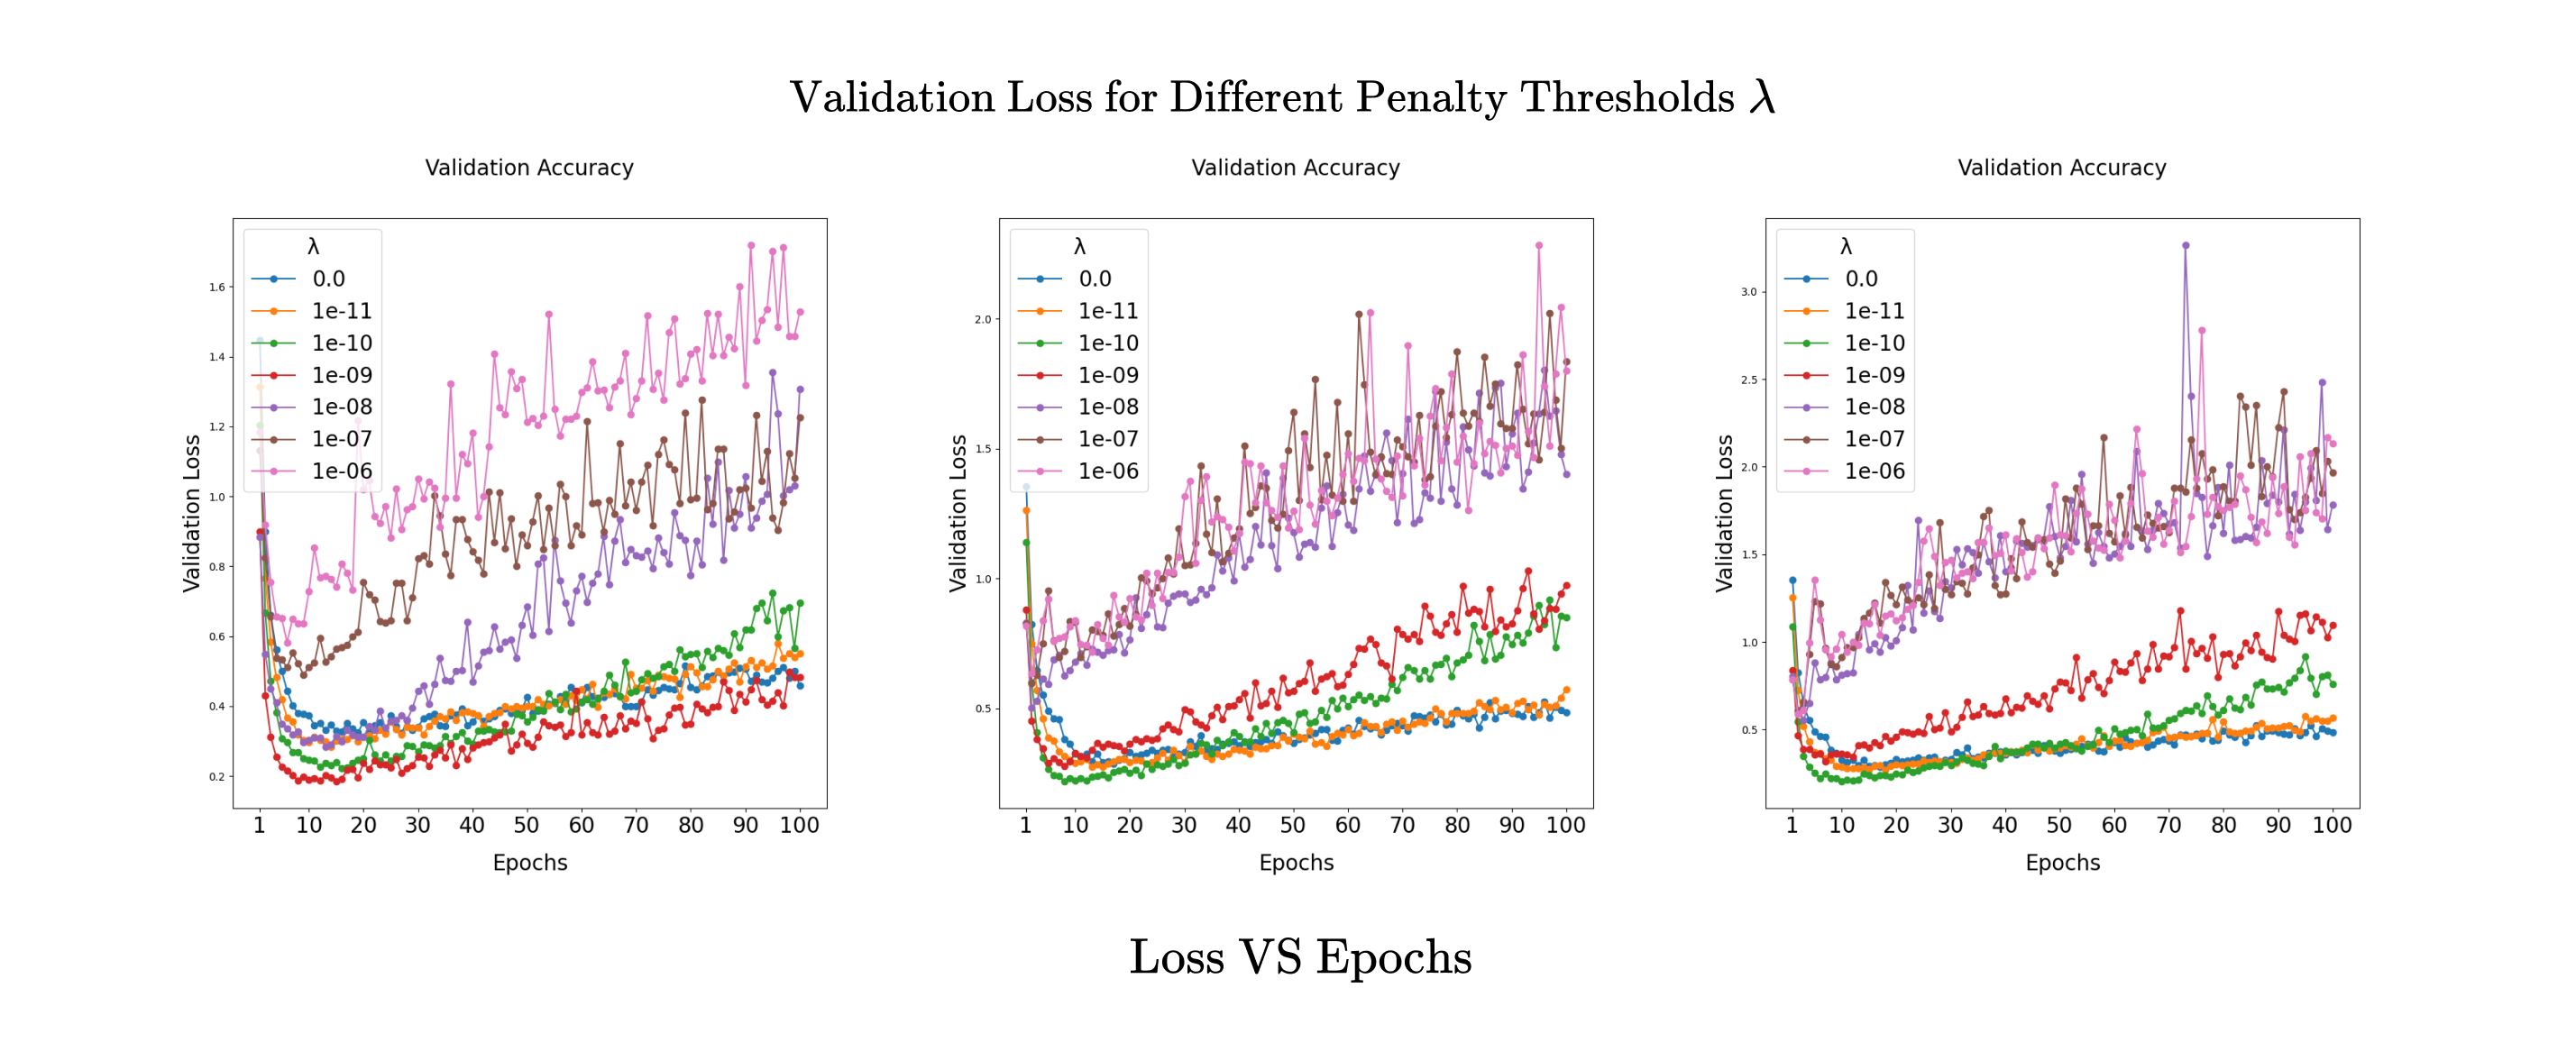 Validation Loss for Different Penalty Thresholds λ
Validation Accuracy
Validation Loss
λ
0.0
1e-11
1e-10
1e-09
1e-08
1e-07
1e-06
1.6
1.4
1.2
1.0
0.8
0.6
0.4
0.2
1 10 20 30 40 50 60 70 80 90 100
Epochs
Validation Accuracy
Validation Loss
λ
0.0
1e-11
1e-10
1e-09
1e-08
1e-07
1e-06
2.0
1.5
1.0
0.5
1 10 20 30 40 50 60 70 80 90 100
Epochs
Validation Accuracy
Validation Loss
λ
0.0
1e-11
1e-10
1e-09
1e-08
1e-07
1e-06
3.0
2.5
2.0
1.5
1.0
0.5
1 10 20 30 40 50 60 70 80 90 100
Epochs
Loss VS Epochs